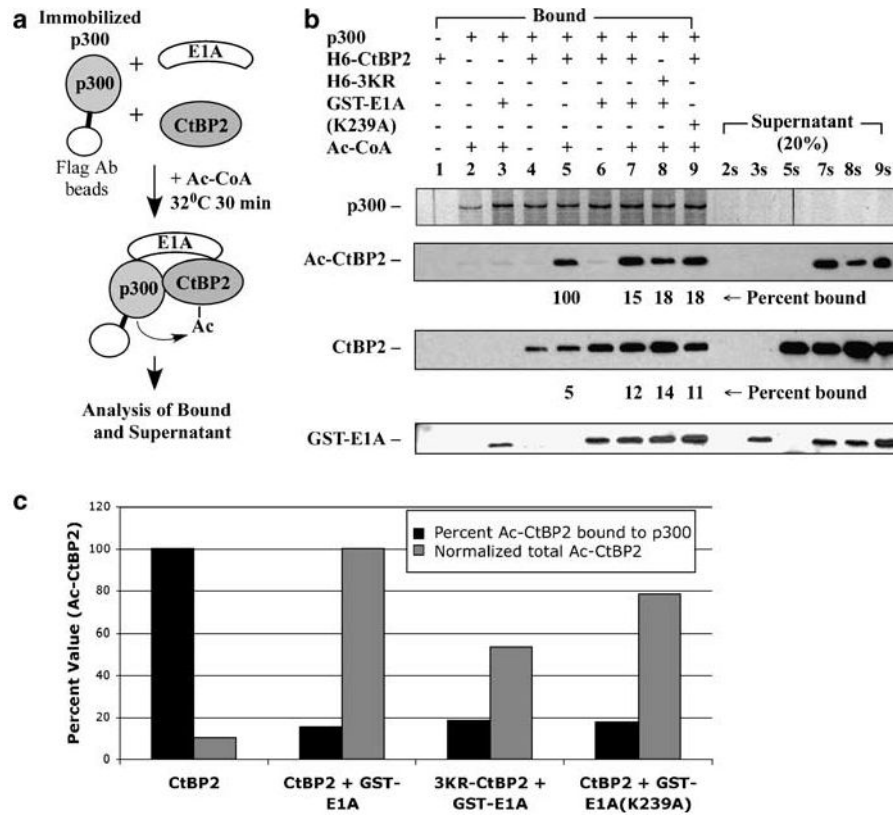 a
Immobilized
p300
p300
+
E1A
+
CtBP2
Flag Ab
beads
+ Ac-CoA
32⁰C 30 min
E1A
p300
CtBP2
Ac
Analysis of Bound
and Supernatant
b
Bound
p300 - + + + + + + + +
H6-CtBP2 + - - + + + + - +
H6-3KR - - - - - - - + -
GST-E1A - - + - - + + + -
(K239A) - - - - - - - - +
Ac-CoA - + + - + - + + +
Supernatant
(20%)
1 2 3 4 5 6 7 8 9 2s 3s 5s 7s 8s 9s
p300 –
Ac-CtBP2 –
100 15 18 18 ← Percent bound
CtBP2 –
5 12 14 11 ← Percent bound
GST-E1A –
c
Percent Value (Ac-CtBP2)
120
100
80
60
40
20
0
Percent Ac-CtBP2 bound to p300
Normalized total Ac-CtBP2
CtBP2
CtBP2 + GST-
E1A
3KR-CtBP2 +
GST-E1A
CtBP2 + GST-
E1A(K239A)